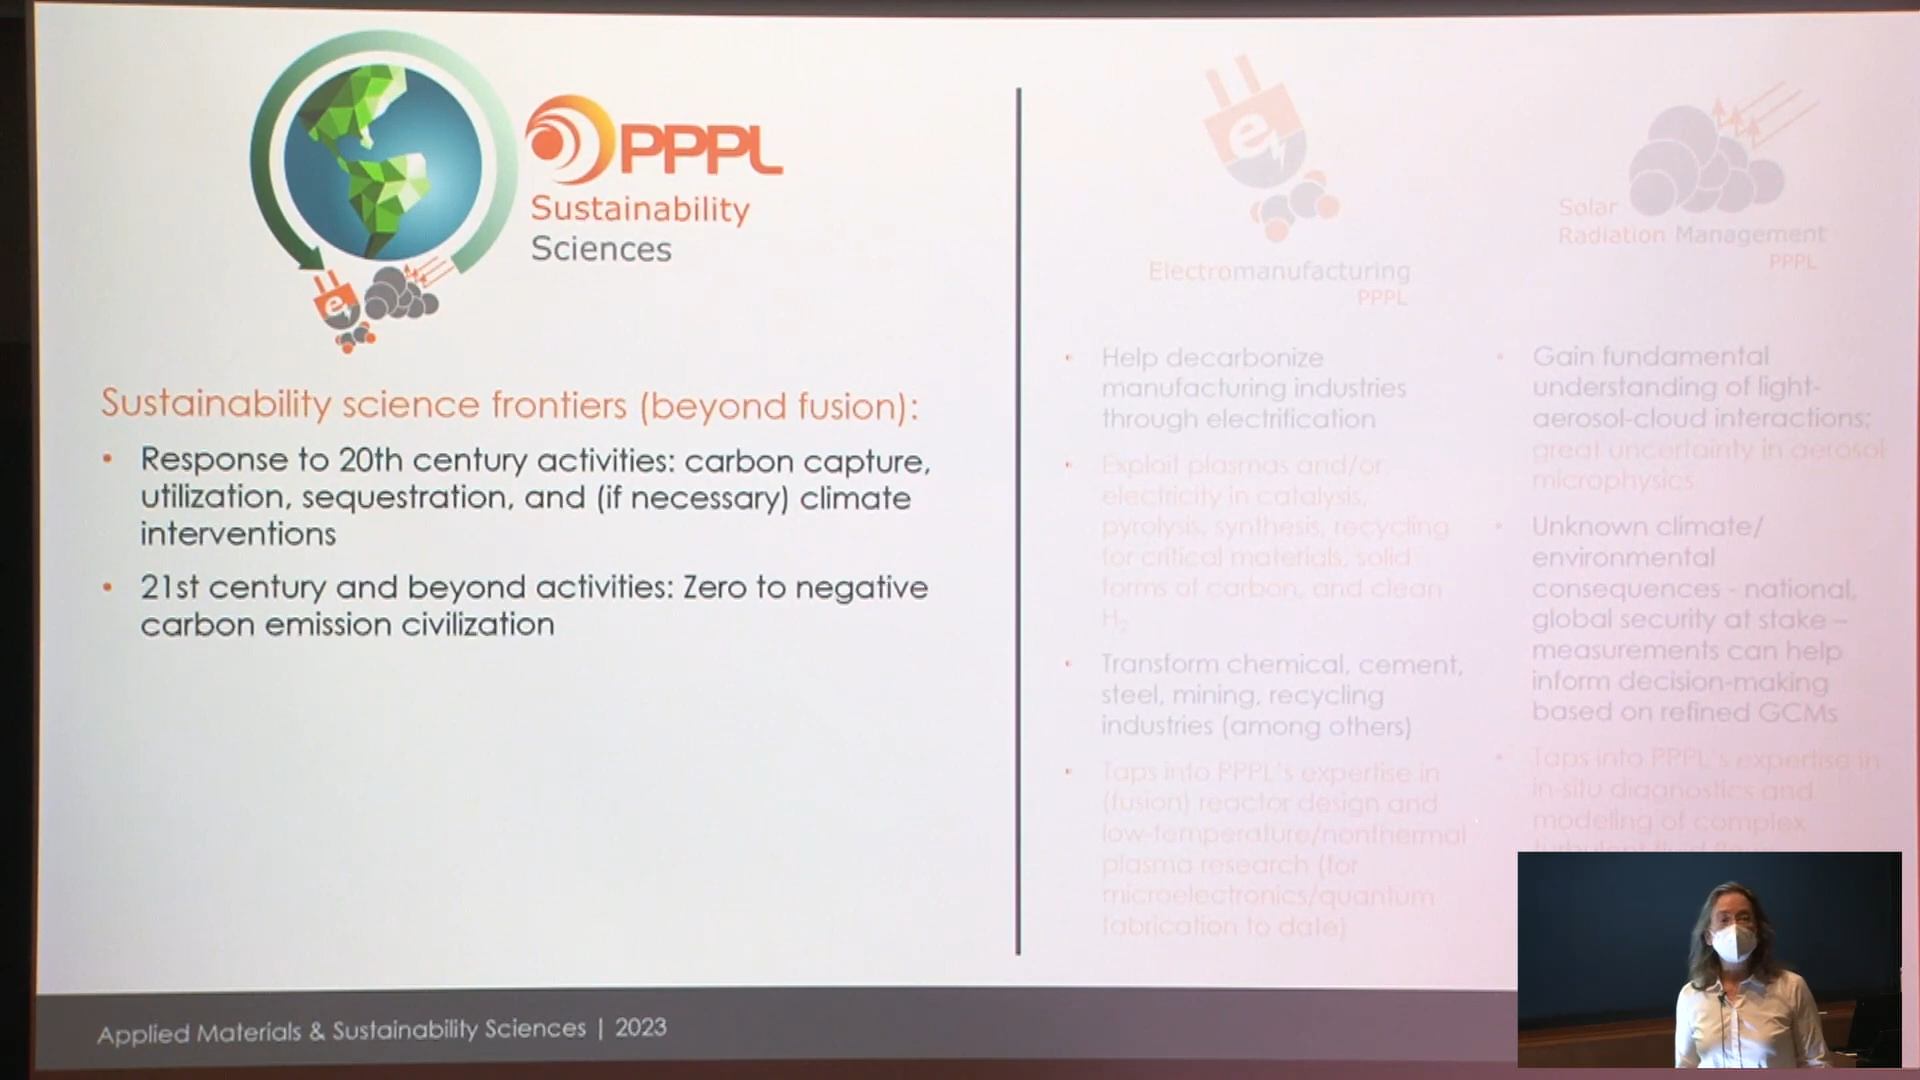 PPPL
Sustainability
Sciences
e
Sustainability science frontiers (beyond fusion):
• Response to 20th century activities: carbon capture,
utilization, sequestration, and (if necessary) climate
interventions
• 21st century and beyond activities: Zero to negative
carbon emission civilization
e
Electromanufacturing
PPPL
• Help decarbonize
manufacturing industries
through electrification
• Exploit plasmas and/or
electricity in catalysis,
pyrolysis, synthesis, recycling
for critical materials, solid
forms of carbon, and clean
H₂
• Transform chemical, cement,
steel, mining, recycling
industries (among others)
• Taps into PPPL's expertise in
(fusion) reactor design and
low-temperature/nonthermal
plasma research (for
microelectronics/quantum
fabrication to date)
Solar
Radiation Management
PPPL
• Gain fundamental
understanding of light-
aerosol-cloud interactions;
great uncertainty in aerosol
microphysics
• Unknown climate/
environmental
consequences - national,
global security at stake –
measurements can help
inform decision-making
based on refined GCMs
• Taps into PPPL's expertise in
in-situ diagnostics and
modeling of complex
Applied Materials & Sustainability Sciences | 2023